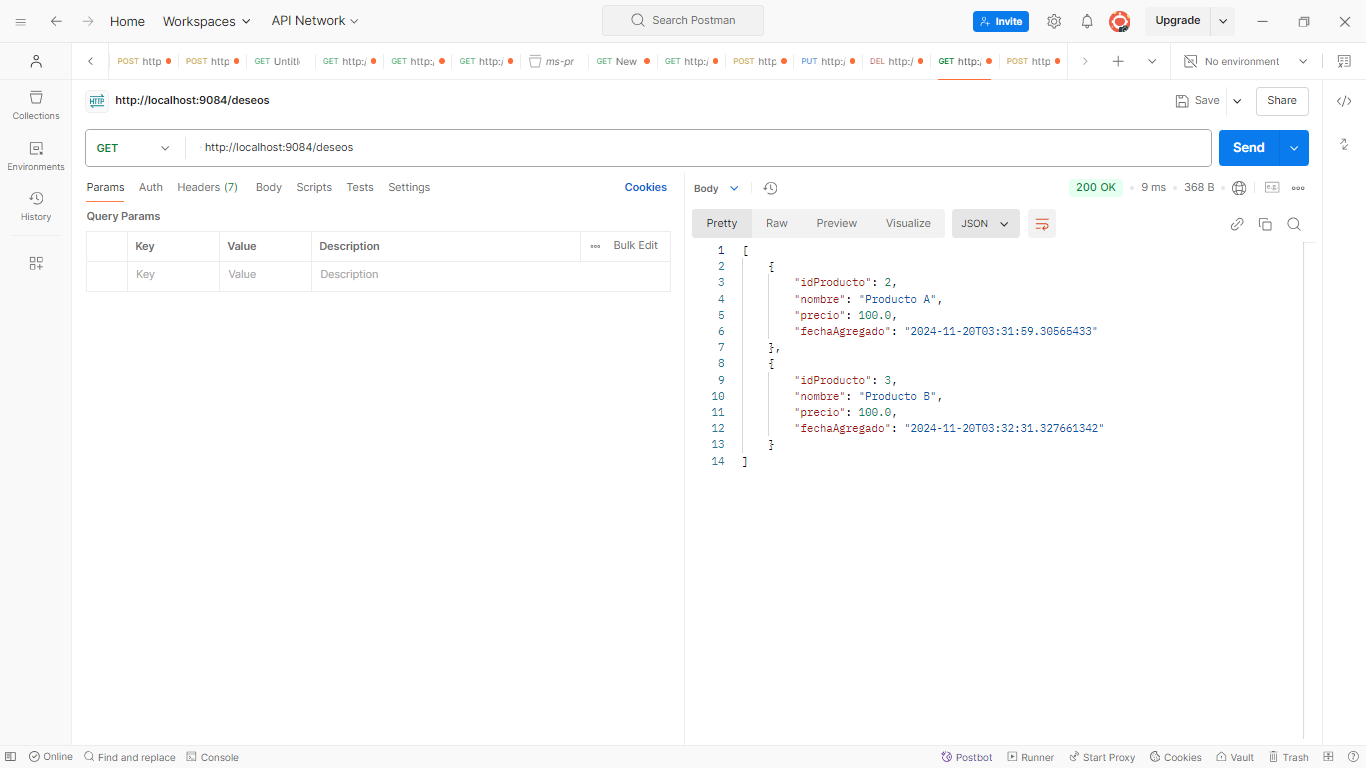 Home Workspaces API Network Search Postman Invite Upgrade
POST http POST http GET Untitl GET http:/ GET http:/ GET http:/ ms-pr GET New GET http:/ POST http PUT http:/ DEL http:/ GET http:/ POST http No environment
HTTP http://localhost:9084/deseos Save Share
GET http://localhost:9084/deseos Send
Collections
Environments
History
Params Auth Headers (7) Body Scripts Tests Settings Cookies
Query Params
Key Value Description Bulk Edit
Key Value Description
Body 200 OK 9 ms 368 B e.g.
Pretty Raw Preview Visualize JSON
1 [
2 {
3 "idProducto": 2,
4 "nombre": "Producto A",
5 "precio": 100.0,
6 "fechaAgregado": "2024-11-20T03:31:59.30565433"
7 },
8 {
9 "idProducto": 3,
10 "nombre": "Producto B",
11 "precio": 100.0,
12 "fechaAgregado": "2024-11-20T03:32:31.327661342"
13 }
14 ]
Online Find and replace Console Postbot Runner Start Proxy Cookies Vault Trash